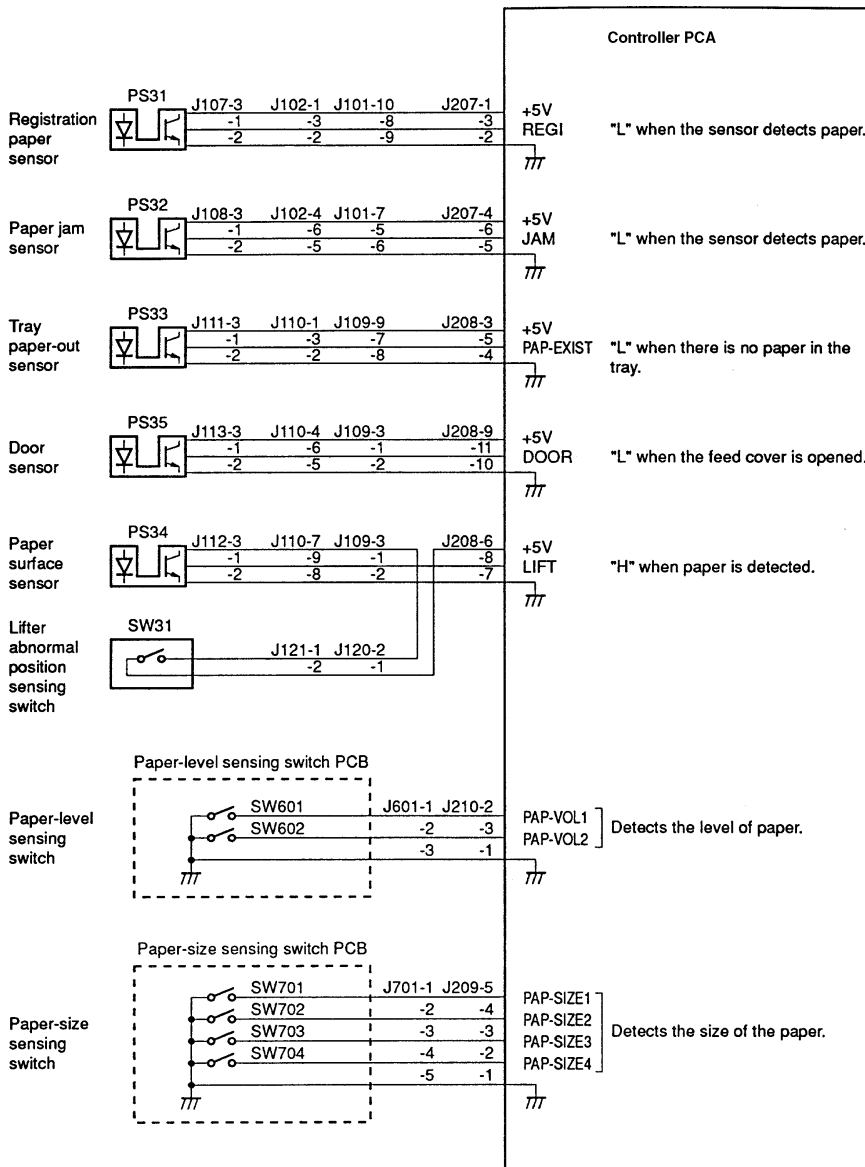 Controller PCA
PS31
J107-3 J102-1 J101-10 J207-1 +5V
Registration -1 -3 -8 -3 REGI "L" when the sensor detects paper.
paper -2 -2 -9 -2
sensor
PS32
J108-3 J102-4 J101-7 J207-4 +5V
Paper jam -1 -6 -5 -6 JAM "L" when the sensor detects paper.
sensor -2 -5 -6 -5
PS33
Tray J111-3 J110-1 J109-9 J208-3 +5V
paper-out -1 -3 -7 -5 PAP-EXIST "L" when there is no paper in the
sensor -2 -2 -8 -4 tray.
PS35
J113-3 J110-4 J109-3 J208-9 +5V
Door -1 -6 -1 -11 DOOR "L" when the feed cover is opened.
sensor -2 -5 -2 -10
PS34
Paper J112-3 J110-7 J109-3 J208-6 +5V
surface -1 -9 -1 -8 LIFT "H" when paper is detected.
sensor -2 -8 -2 -7
Lifter SW31
abnormal J121-1 J120-2
position -2 -1
sensing
switch
Paper-level sensing switch PCB
Paper-level SW601 J601-1 J210-2 PAP-VOL1
sensing SW602 -2 -3 PAP-VOL2 Detects the level of paper.
switch -3 -1
Paper-size sensing switch PCB
SW701 J701-1 J209-5 PAP-SIZE1
Paper-size SW702 -2 -4 PAP-SIZE2
sensing SW703 -3 -3 PAP-SIZE3 Detects the size of the paper.
switch SW704 -4 -2 PAP-SIZE4
-5 -1